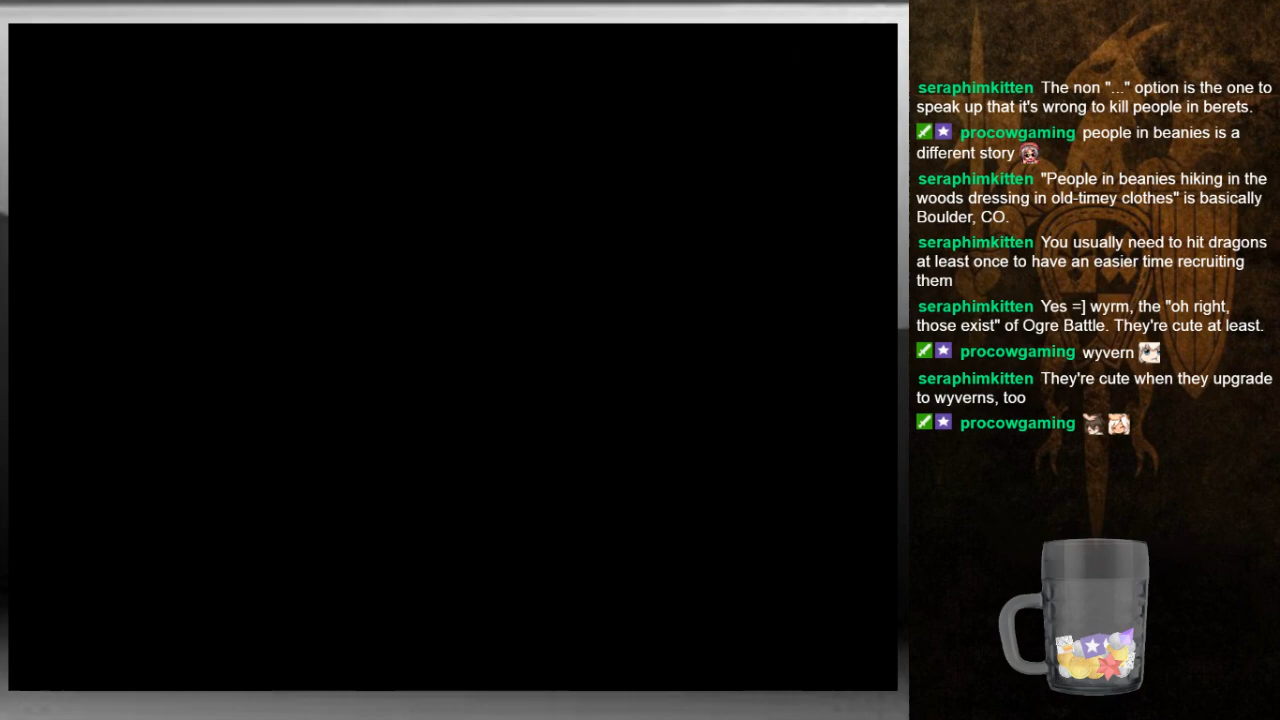 seraphimkitten The non "..." option is the one to
speak up that it's wrong to kill people in berets.
procowgaming people in beanies is a
different story
seraphimkitten "People in beanies hiking in the
woods dressing in old-timey clothes" is basically
Boulder, CO.
seraphimkitten You usually need to hit dragons
at least once to have an easier time recruiting
them
seraphimkitten Yes =] wyrm, the "oh right,
those exist" of Ogre Battle. They're cute at least.
procowgaming wyvern
seraphimkitten They're cute when they upgrade
to wyverns, too
procowgaming